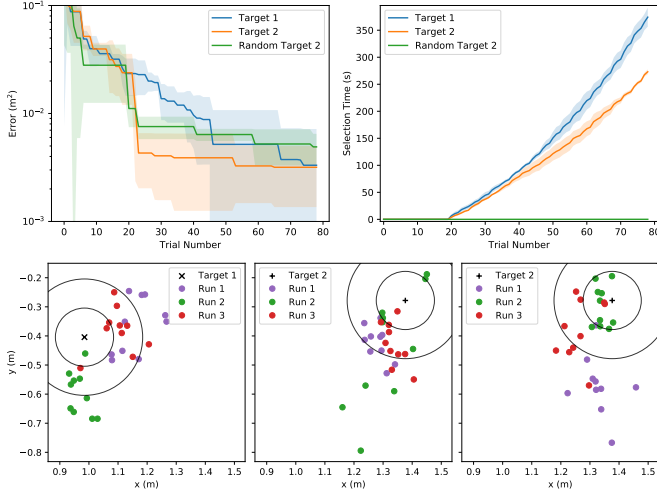 Target 1
Target 2
Random Target 2
10⁻¹
10⁻²
10⁻³
Error (m²)
0 10 20 30 40 50 60 70 80
Trial Number
Target 1
Target 2
Random Target 2
350
300
250
200
150
100
50
0
Selection Time (s)
0 10 20 30 40 50 60 70 80
Trial Number
Target 1
Run 1
Run 2
Run 3
−0.2
−0.3
−0.4
−0.5
−0.6
−0.7
−0.8
y (m)
0.9 1.0 1.1 1.2 1.3 1.4 1.5
x (m)
Target 2
Run 1
Run 2
Run 3
0.9 1.0 1.1 1.2 1.3 1.4 1.5
x (m)
Target 2
Run 1
Run 2
Run 3
0.9 1.0 1.1 1.2 1.3 1.4 1.5
x (m)